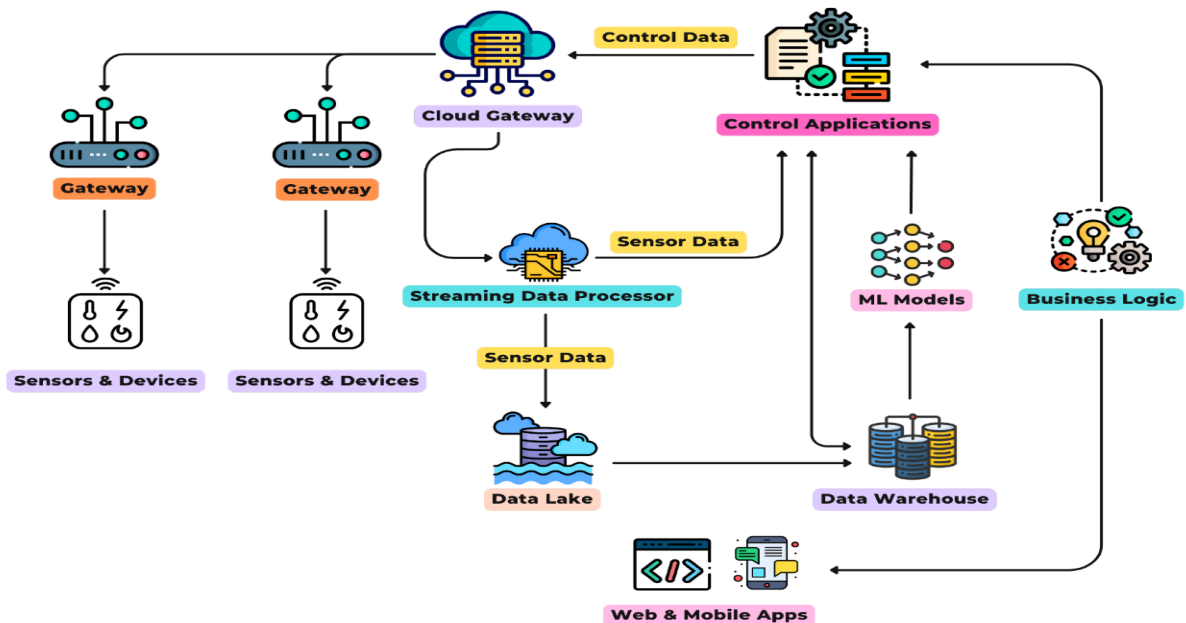 Control Data
Cloud Gateway
Control Applications
Gateway
Gateway
Sensor Data
Streaming Data Processor
ML Models
Business Logic
Sensor Data
Sensors & Devices
Sensors & Devices
Data Lake
Data Warehouse
Web & Mobile Apps